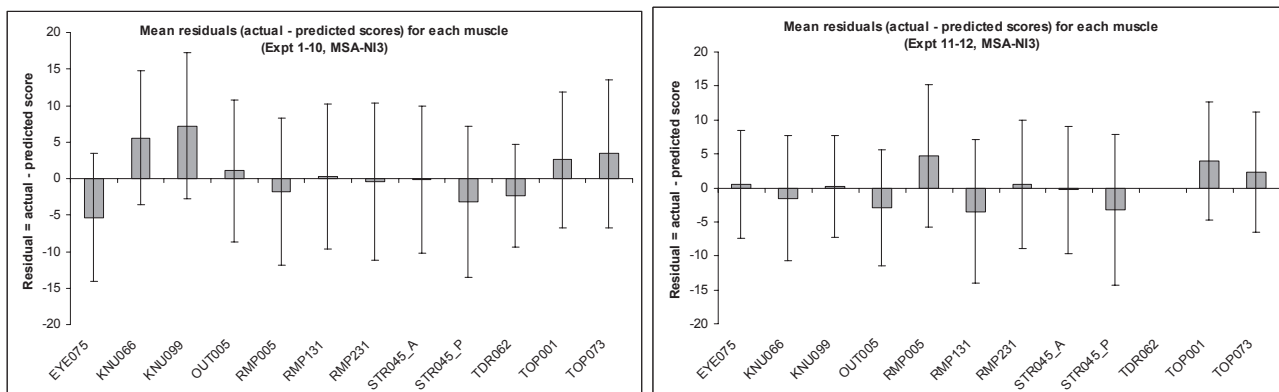 Mean residuals (actual - predicted scores) for each muscle
(Expt 1-10, MSA-NI3)
Residual = actual - predicted score
20
15
10
5
0
-5
-10
-15
-20
EYE075
KNU066
KNU099
OUT005
RMP005
RMP131
RMP231
STR045_A
STR045_P
TDR062
TOP001
TOP073
Mean residuals (actual - predicted scores) for each muscle
(Expt 11-12, MSA-NI3)
Residual = actual - predicted score
20
15
10
5
0
-5
-10
-15
-20
EYE075
KNU066
KNU099
OUT005
RMP005
RMP131
RMP231
STR045_A
STR045_P
TDR062
TOP001
TOP073